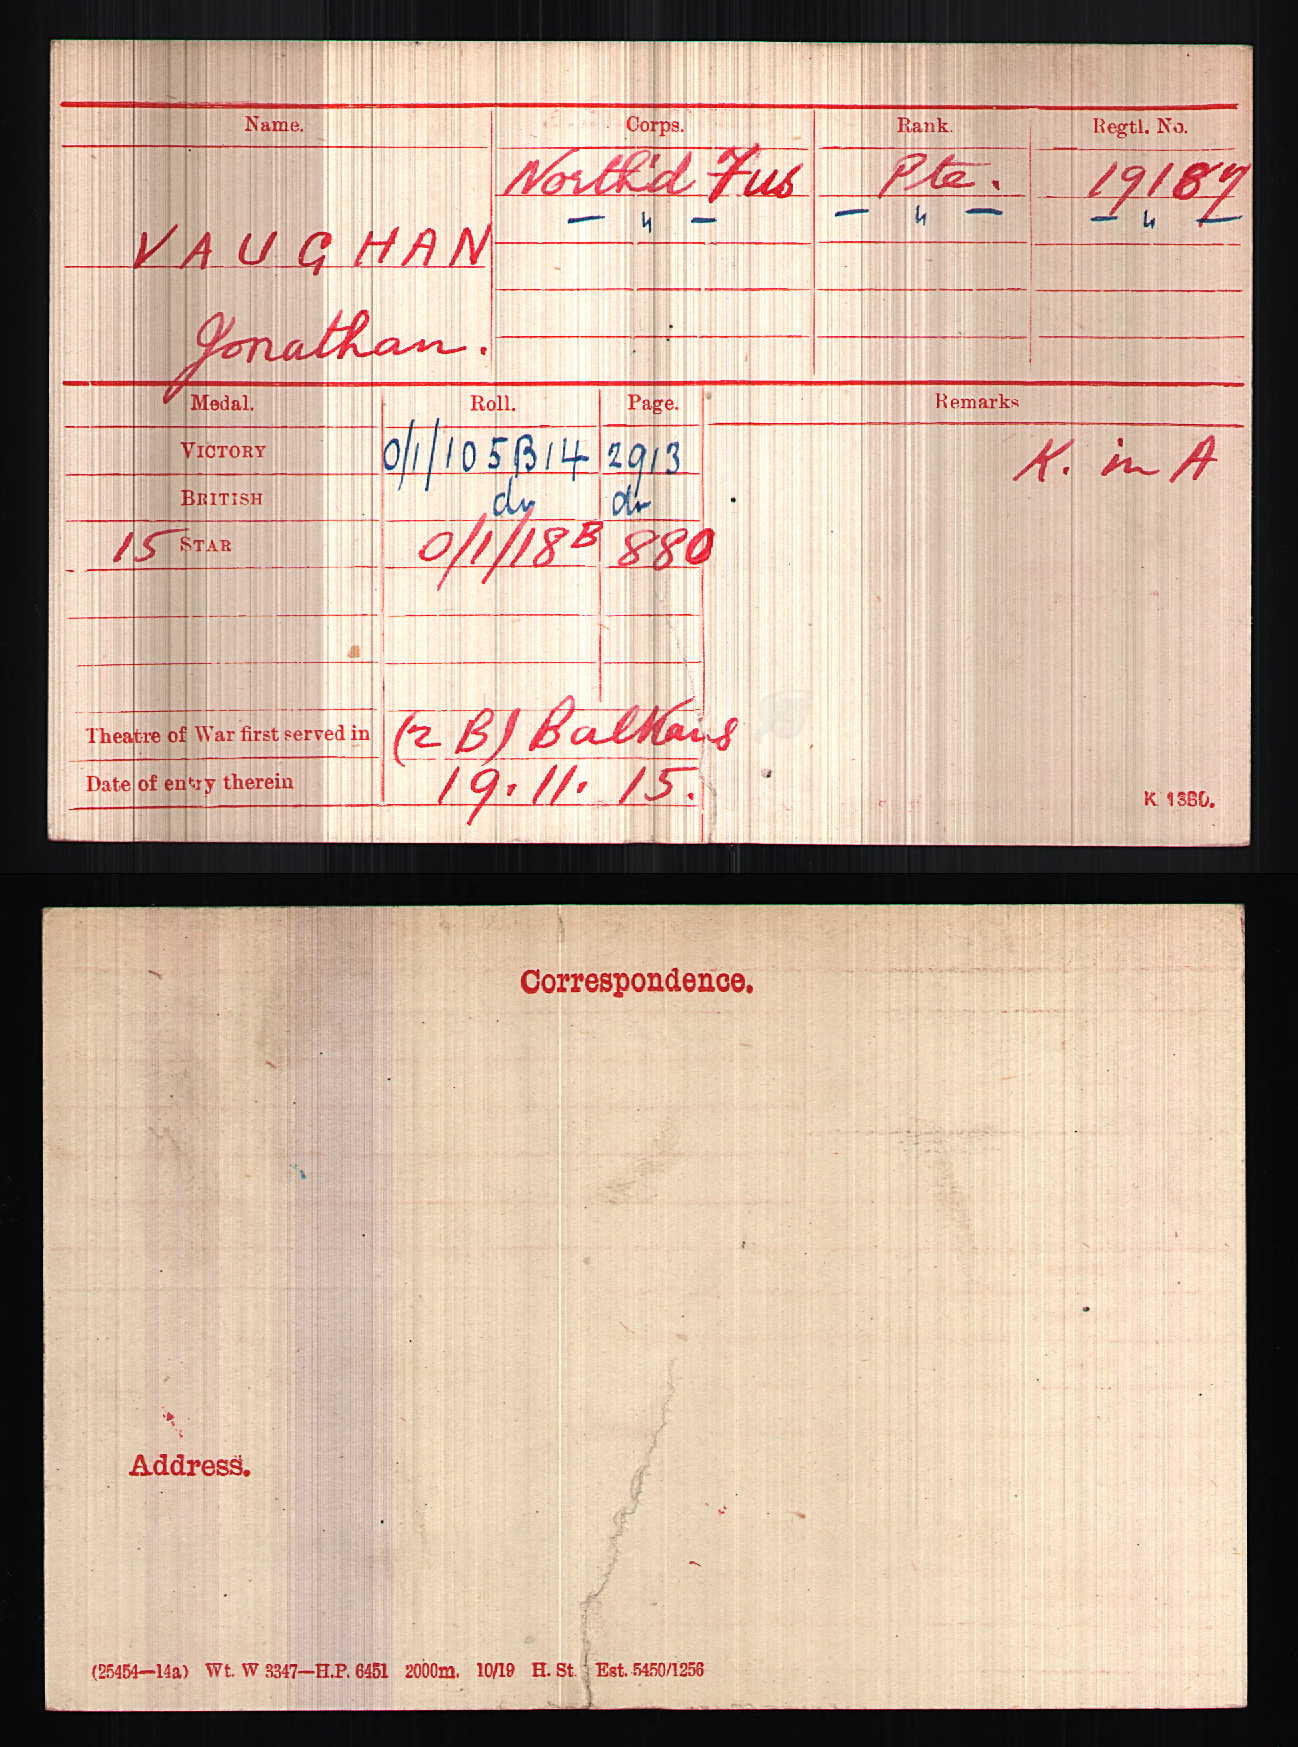 Name. Corps. Rank. Regtl. No.
North'd Fus Pte. 19187
— " — — " — — " —
VAUGHAN
Jonathan.
Medal. Roll. Page. Remarks
VICTORY 0/1/105B14 2913 K. in A
BRITISH do do
15 STAR 0/1/18B 880
Theatre of War first served in (2 B) Balkans
Date of entry therein 19.11.15.
K 1380.
Correspondence.
Address.
(25454—14a) Wt. W 3347—H.P. 6451 2000m. 10/19 H. St. Est. 5450/1256